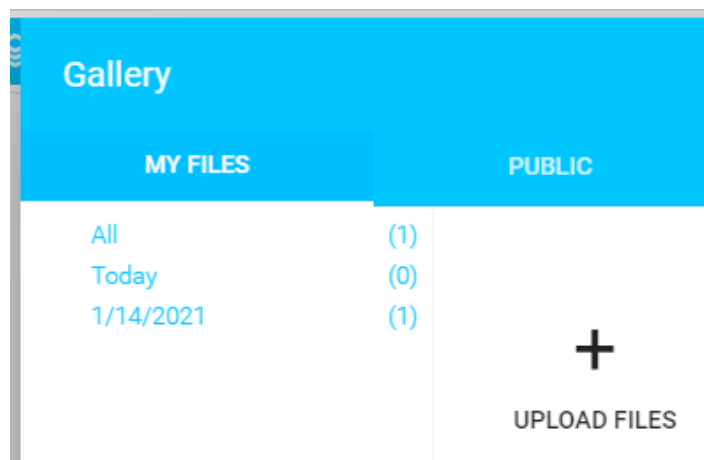 Gallery
MY FILES
PUBLIC
All (1)
Today (0)
1/14/2021 (1)
+
UPLOAD FILES